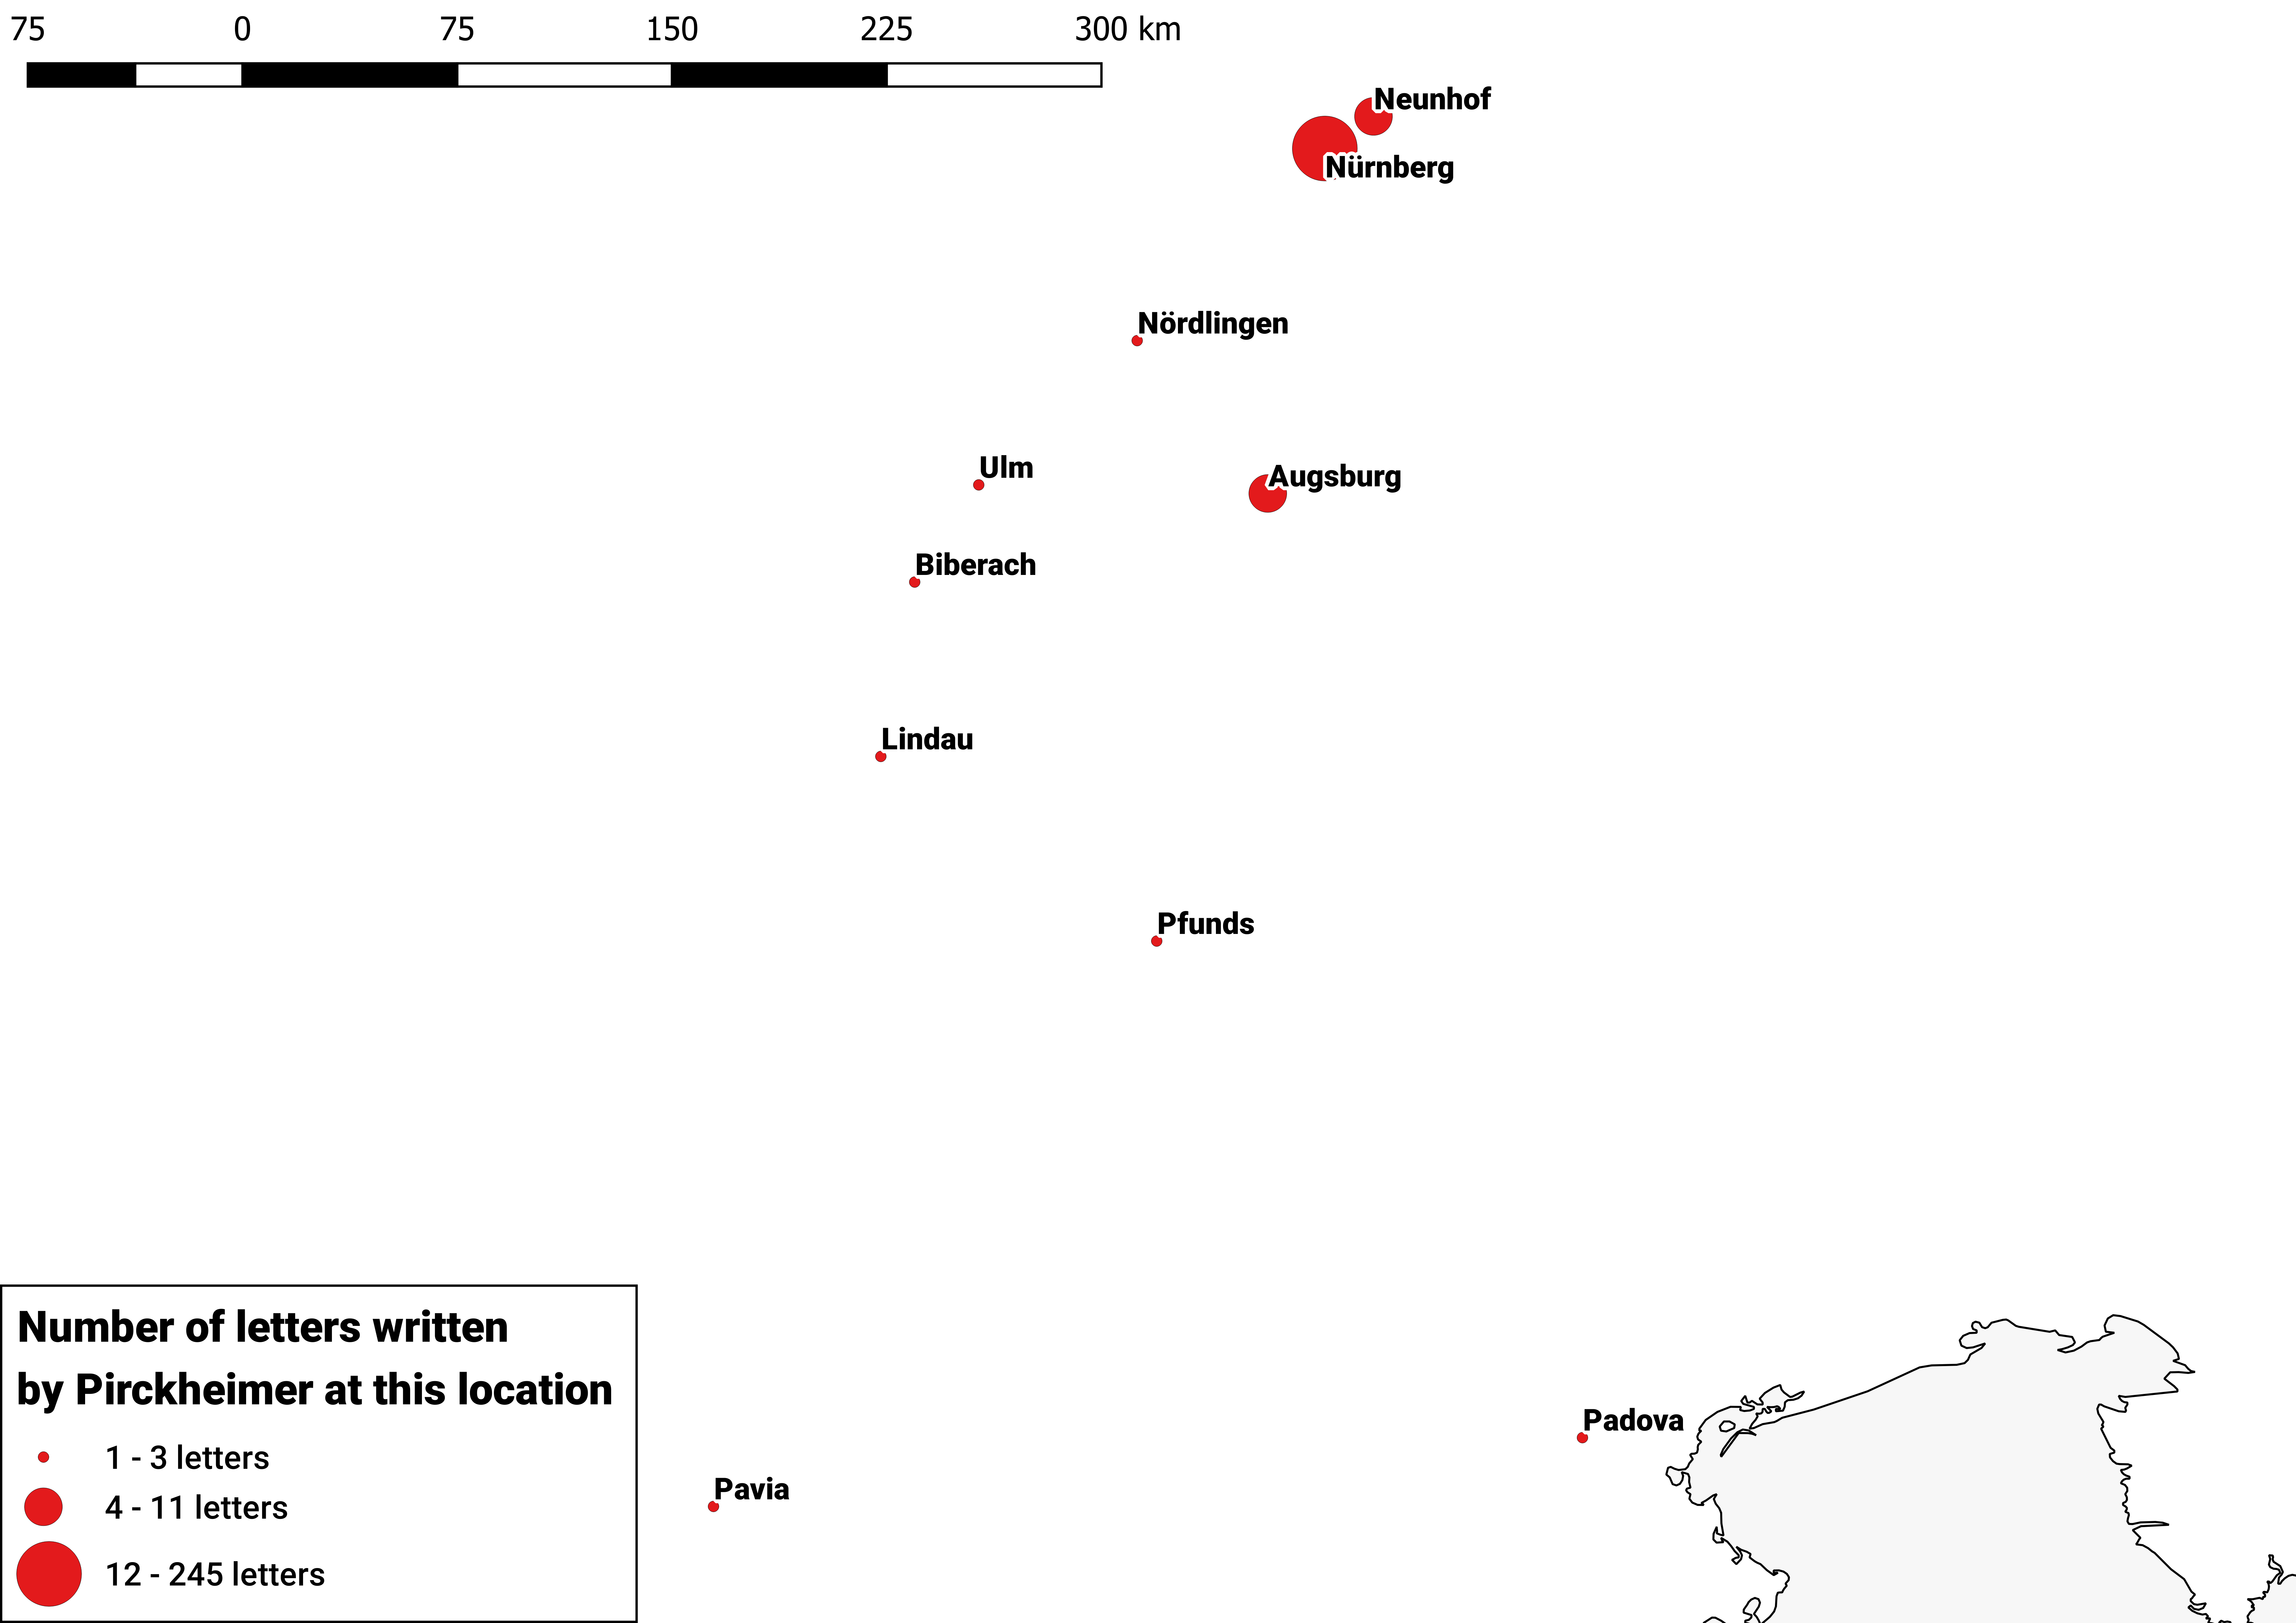 75 0 75 150 225 300 km
Neunhof
Nürnberg
Nördlingen
Ulm
Augsburg
Biberach
Lindau
Pfunds
Padova
Pavia
Number of letters written
by Pirckheimer at this location
1 - 3 letters
4 - 11 letters
12 - 245 letters